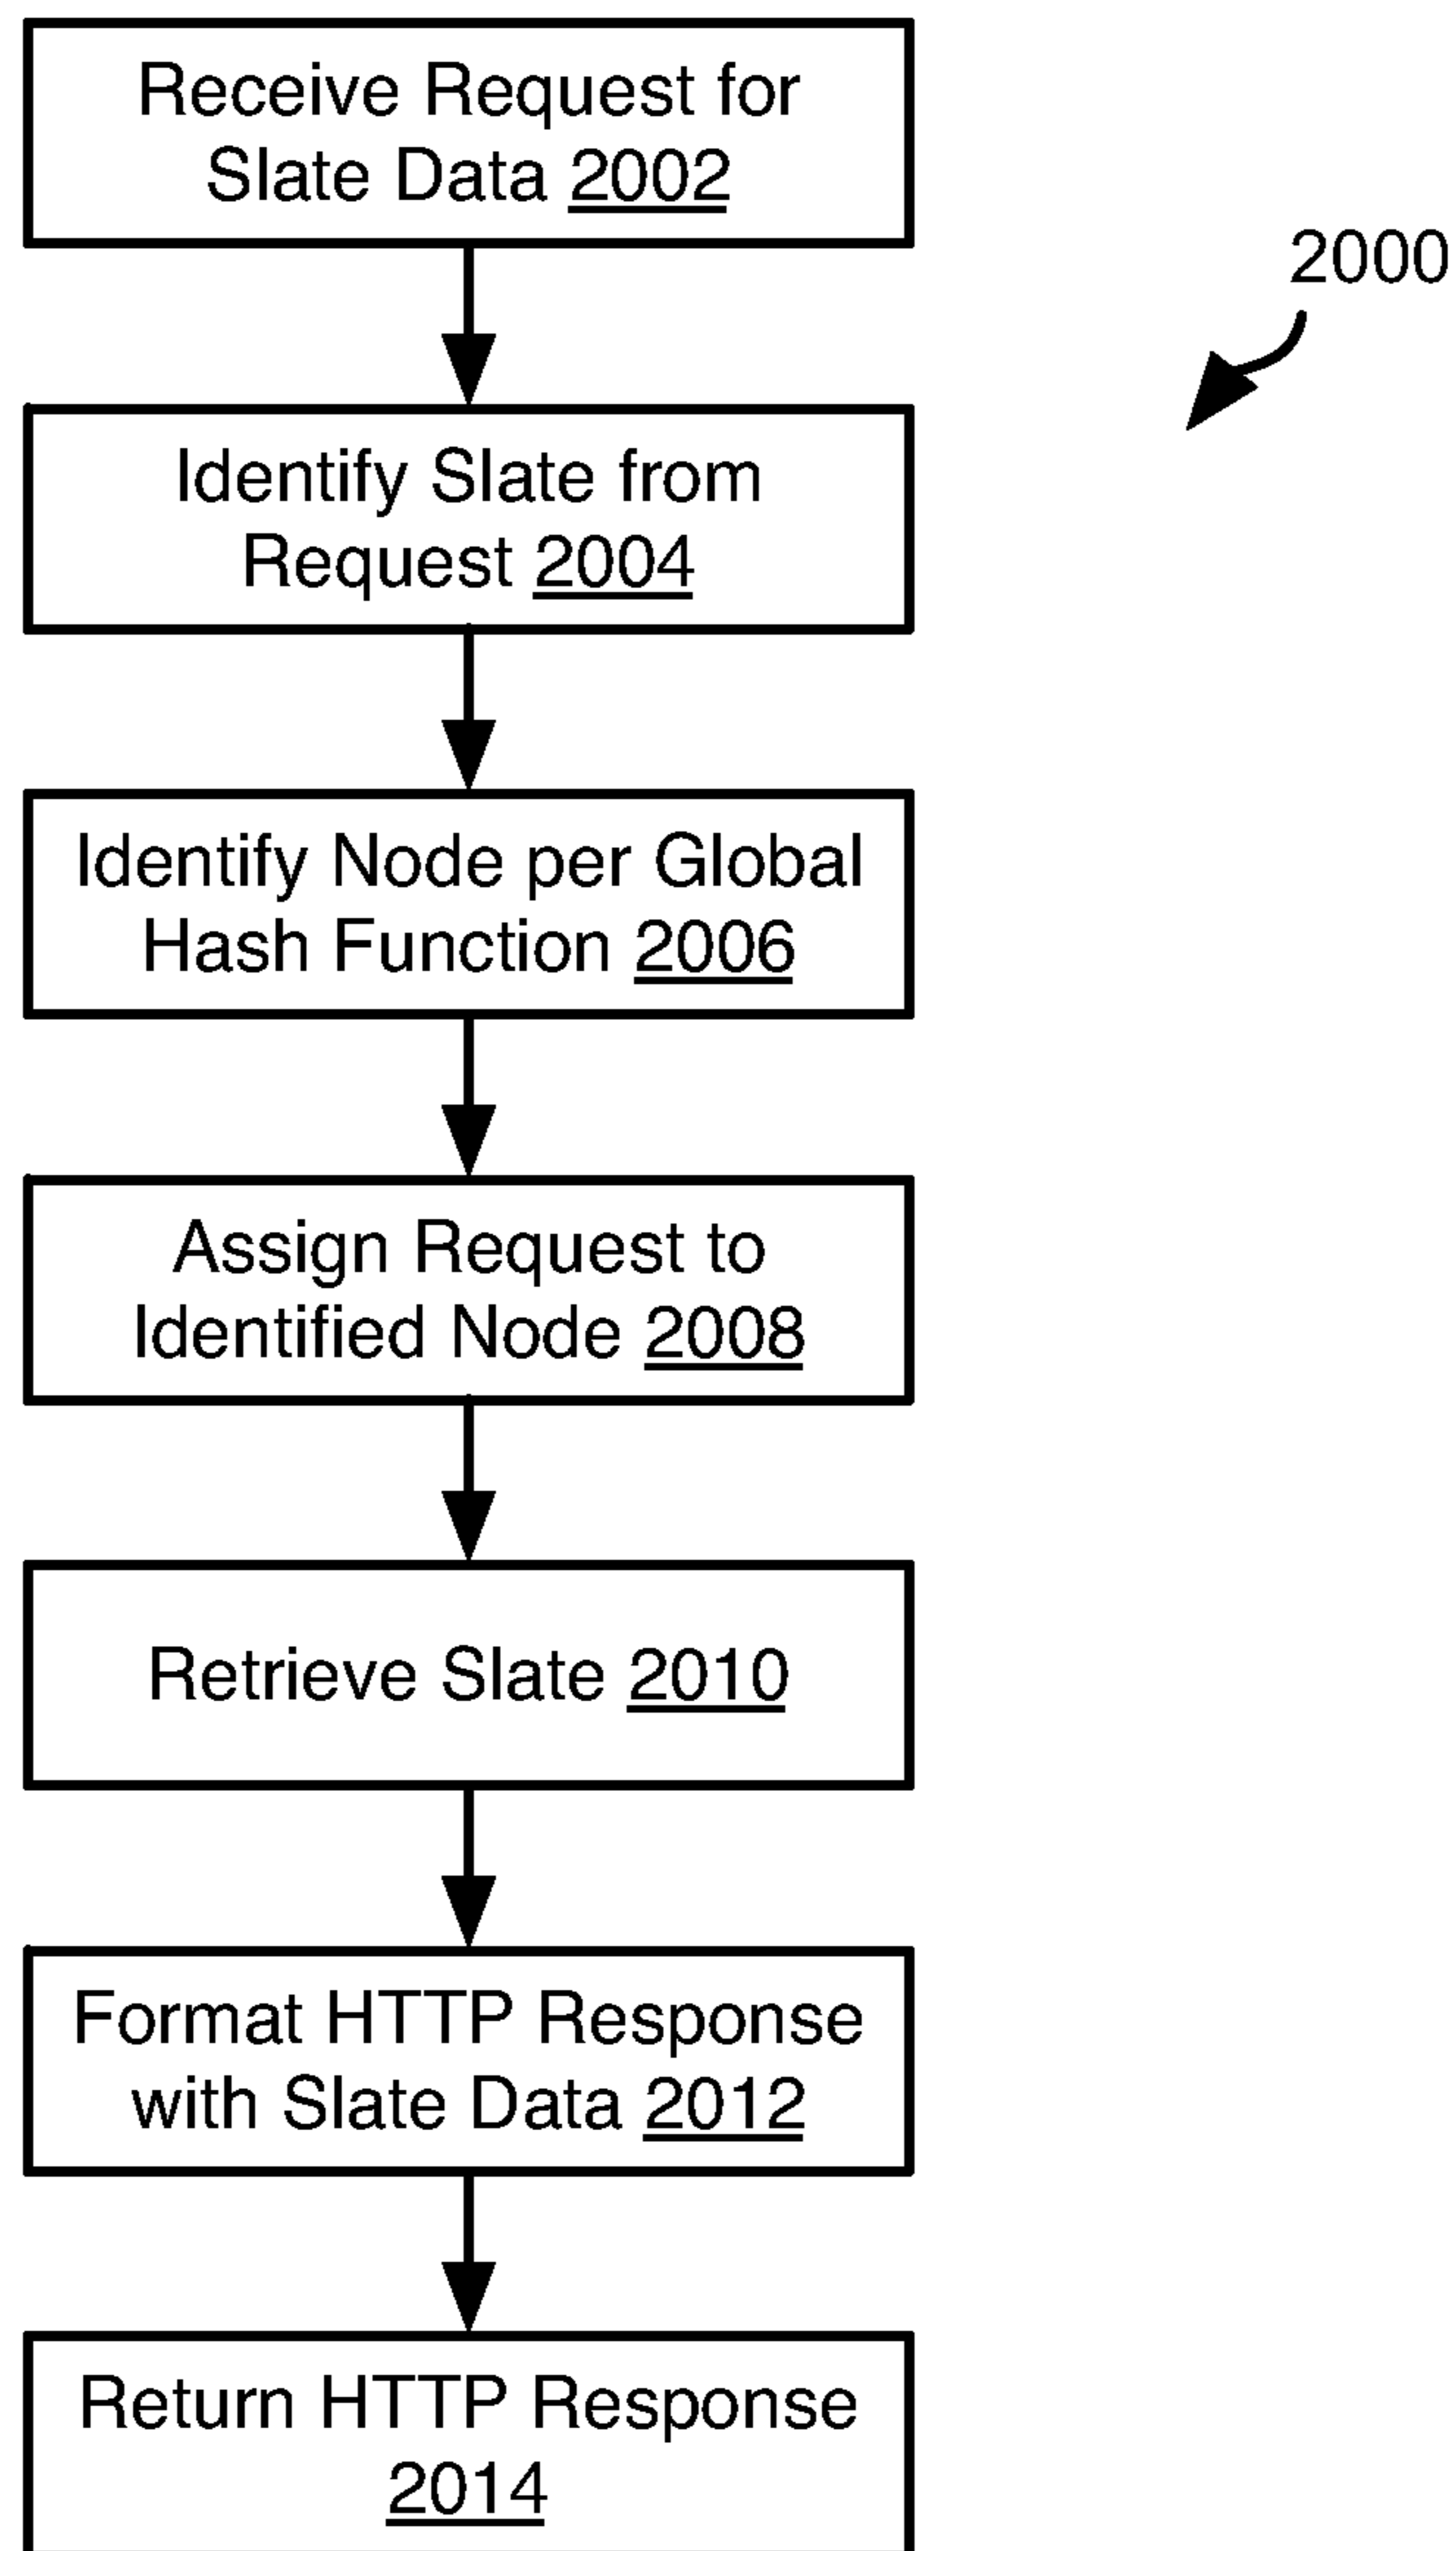 Receive Request for
Slate Data 2002
2000
Identify Slate from
Request 2004
Identify Node per Global
Hash Function 2006
Assign Request to
Identified Node 2008
Retrieve Slate 2010
Format HTTP Response
with Slate Data 2012
Return HTTP Response
2014